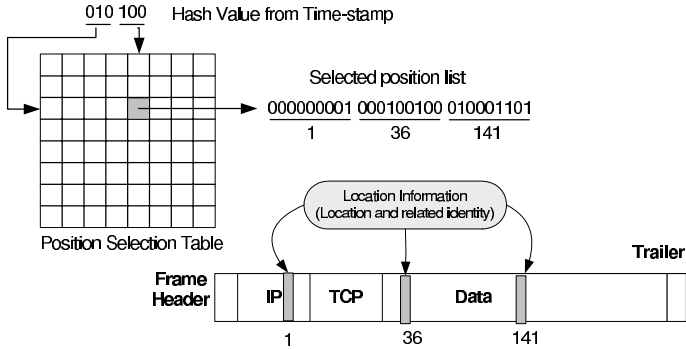 010 100 Hash Value from Time-stamp
Selected position list
000000001 000100100 010001101
1 36 141
Position Selection Table
Location Information
(Location and related identity)
Trailer
Frame
Header
IP TCP Data
1 36 141